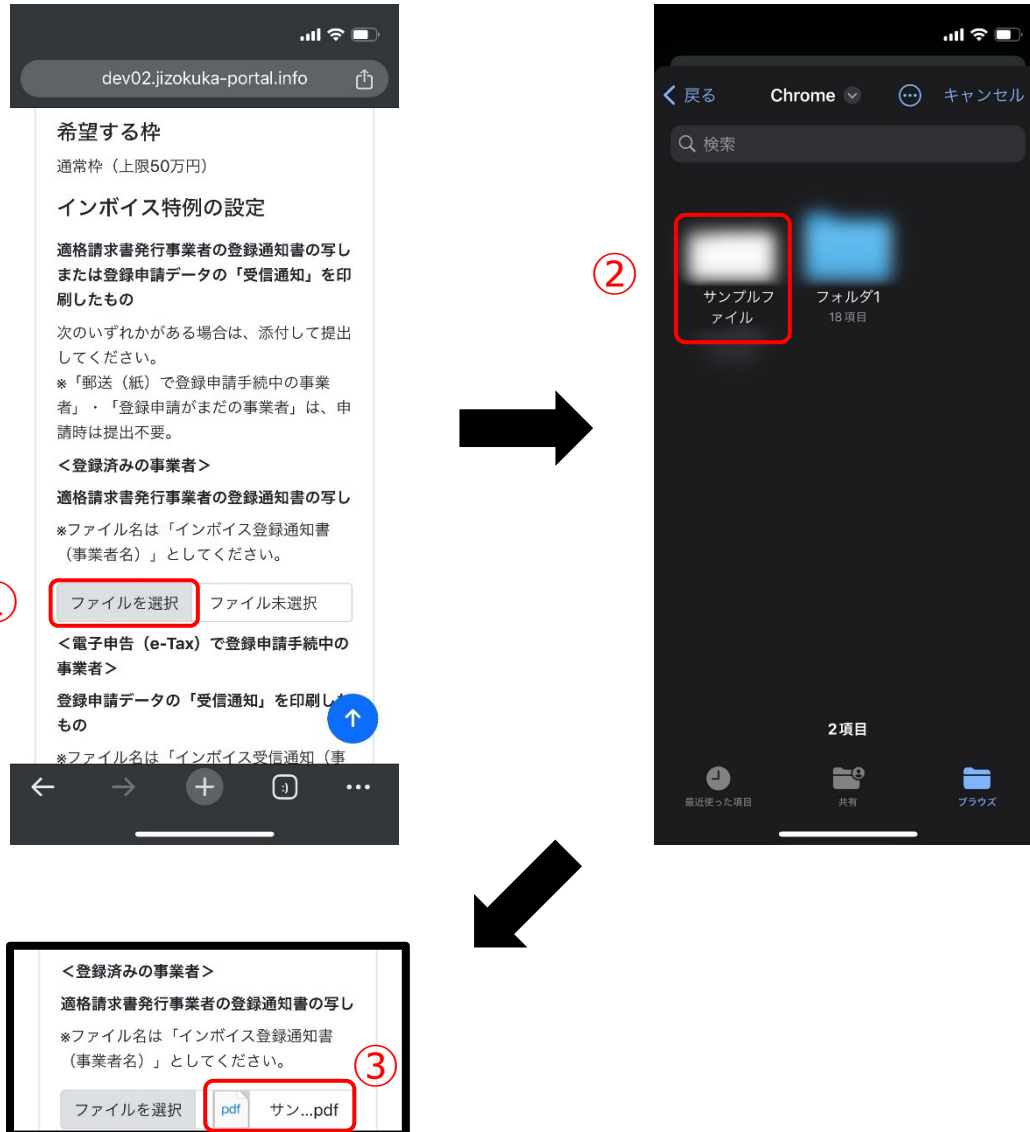 dev02.jizokuka-portal.info
希望する枠
通常枠（上限50万円）
インボイス特例の設定
適格請求書発行事業者の登録通知書の写し
または登録申請データの「受信通知」を印
刷したもの
次のいずれかがある場合は、添付して提出
してください。
※「郵送（紙）で登録申請手続中の事業
者」・「登録申請がまだの事業者」は、申
請時は提出不要。
＜登録済みの事業者＞
適格請求書発行事業者の登録通知書の写し
※ファイル名は「インボイス登録通知書
（事業者名）」としてください。
ファイルを選択 ファイル未選択
＜電子申告（e-Tax）で登録申請手続中の
事業者＞
登録申請データの「受信通知」を印刷した
もの
※ファイル名は「インボイス受信通知（事
②
戻る Chrome キャンセル
検索
サンプルフ
ァイル
フォルダ1
18 項目
2項目
最近使った項目 共有 ブラウズ
＜登録済みの事業者＞
適格請求書発行事業者の登録通知書の写し
※ファイル名は「インボイス登録通知書
（事業者名）」としてください。
③
ファイルを選択 pdf サン...pdf